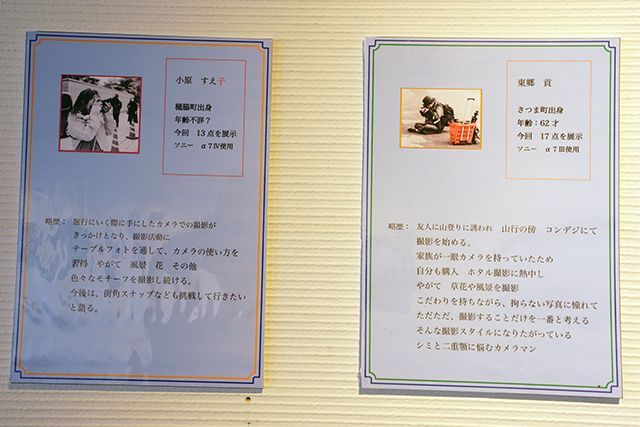 小原　すえ子
樋脇町出身
年齢不詳？
今回　13点を展示
ソニー　α7Ⅳ使用
略歴：　旅行にいく際に手にしたカメラでの撮影が
きっかけとなり、撮影活動に
テーブルフォトを通して、カメラの使い方を
習得　やがて　風景　花　その他
色々なモチーフを撮影し続ける。
今後は、街角スナップなども挑戦して行きたい
と語る。
東郷　貢
さつま町出身
年齢：62才
今回　17点を展示
ソニー　α7Ⅲ使用
略歴：　友人に山登りに誘われ　山行の傍　コンデジにて
撮影を始める。
家族が一眼カメラを持っていたため
自分も購入　ホタル撮影に熱中し
やがて　草花や風景を撮影
こだわりを持ちながら、拘らない写真に憧れて
ただただ、撮影することだけを一番と考える
そんな撮影スタイルになりたがっている
シミと二重顎に悩むカメラマン